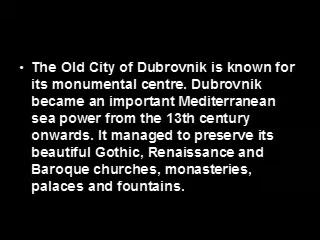 • The Old City of Dubrovnik is known for
its monumental centre. Dubrovnik
became an important Mediterranean
sea power from the 13th century
onwards. It managed to preserve its
beautiful Gothic, Renaissance and
Baroque churches, monasteries,
palaces and fountains.